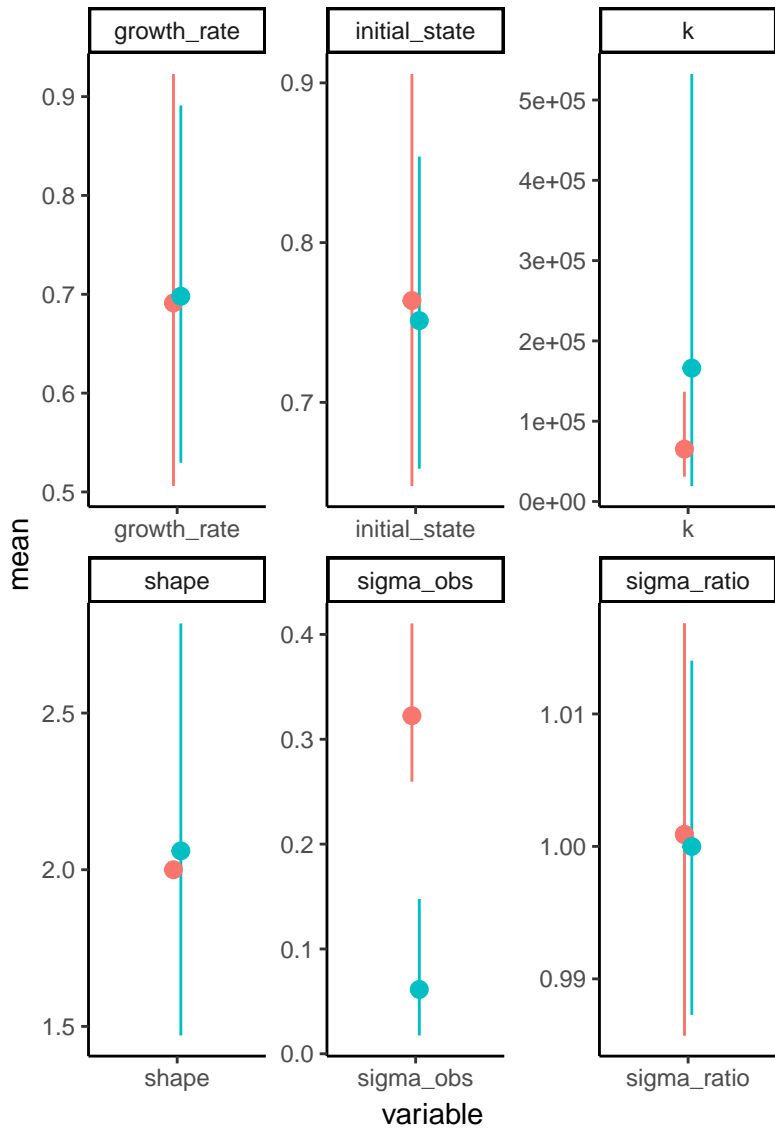 growth_rate initial_state k
0.9
0.8
0.7
0.6
0.5
0.9
0.8
0.7
5e+05
4e+05
3e+05
2e+05
1e+05
0e+00
growth_rate initial_state k
mean
shape sigma_obs sigma_ratio
2.5
2.0
1.5
0.4
0.3
0.2
0.1
0.0
1.01
1.00
0.99
shape sigma_obs sigma_ratio
variable